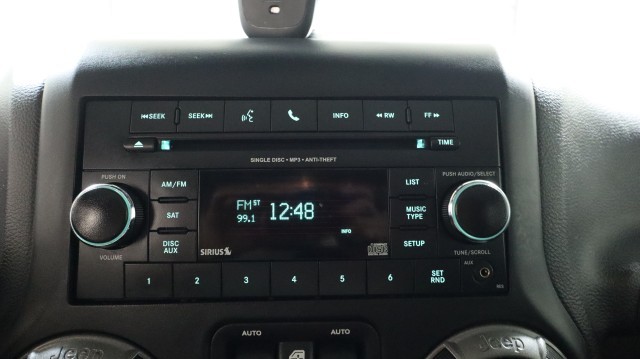 SEEK SEEK INFO RW FF
TIME
SINGLE DISC • MP3 • ANTI-THEFT
PUSH ON
AM/FM
LIST
PUSH AUDIO/SELECT
FM ST
99.1
12:48
SAT
MUSIC
TYPE
INFO
DISC
AUX
SIRIUS
SETUP
VOLUME
TUNE/SCROLL
AUX
1 2 3 4 5 6 SET
RND
AUTO AUTO
Jeep Jeep